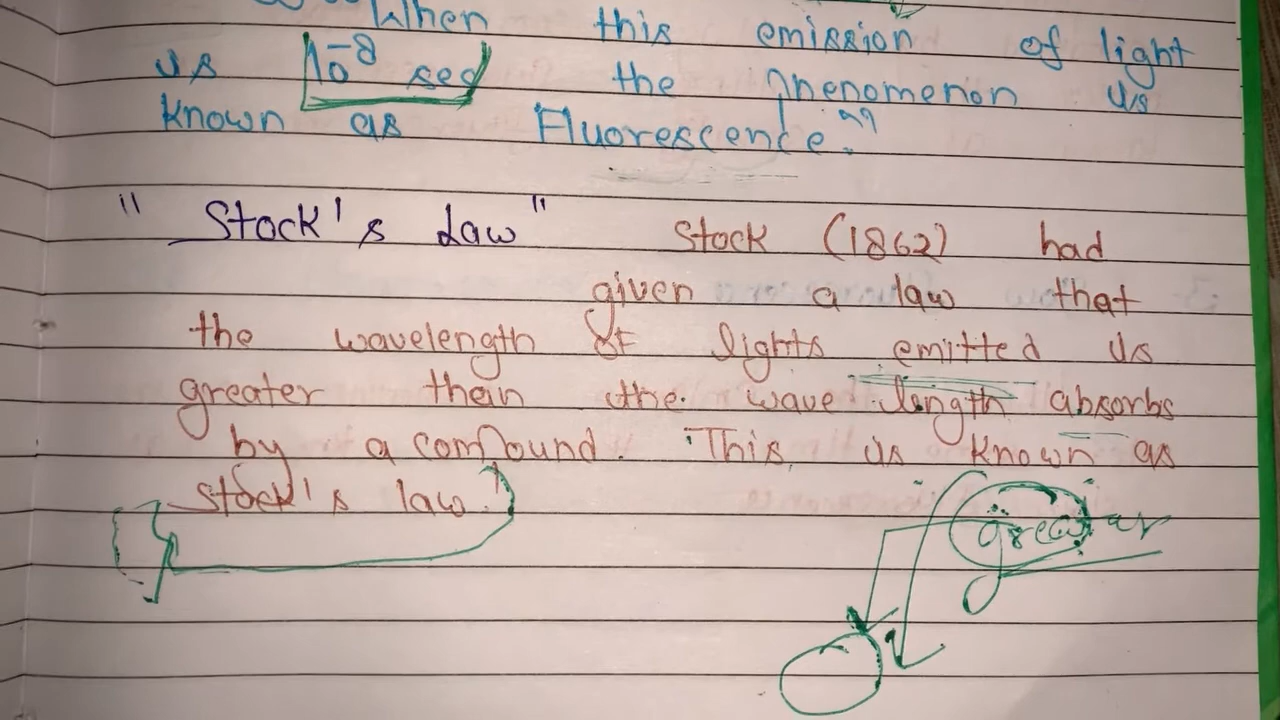 When this emission of light
is 10⁻⁸ sec the phenomenon is
known as Fluorescence."
"Stock's Law" Stock (1862) had
given a law that
the wavelength of lights emitted is
greater than the wave length absorbs
by a compound. This is known as
Stock's law."
greater